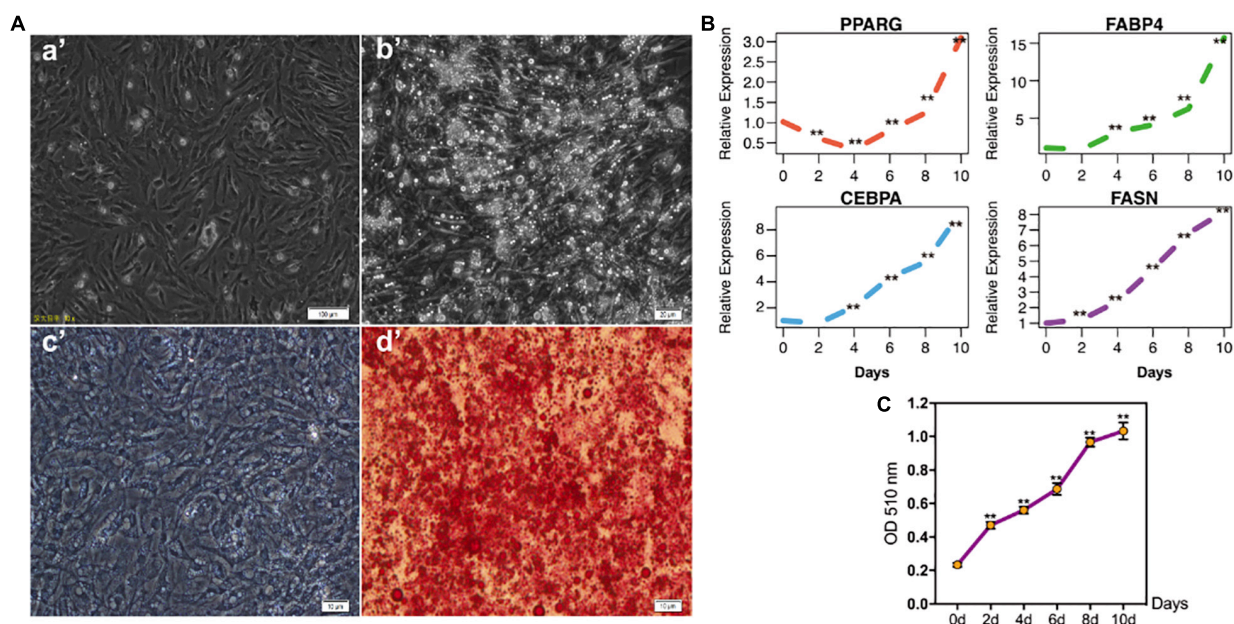 A
a’
b’
100 µm
20 µm
c’
d’
10 µm
10 µm
B
PPARG
Relative Expression
3.0
2.5
2.0
1.5
1.0
0.5
** ** ** ** **
0 2 4 6 8 10
FABP4
Relative Expression
15
10
5
** ** ** **
0 2 4 6 8 10
CEBPA
Relative Expression
8
6
4
2
** ** ** **
0 2 4 6 8 10
Days
FASN
Relative Expression
8
7
6
5
4
3
2
1
** ** ** ** **
0 2 4 6 8 10
Days
C
OD 510 nm
1.2
1.0
0.8
0.6
0.4
0.2
0.0
** ** ** ** **
0d 2d 4d 6d 8d 10d
Days